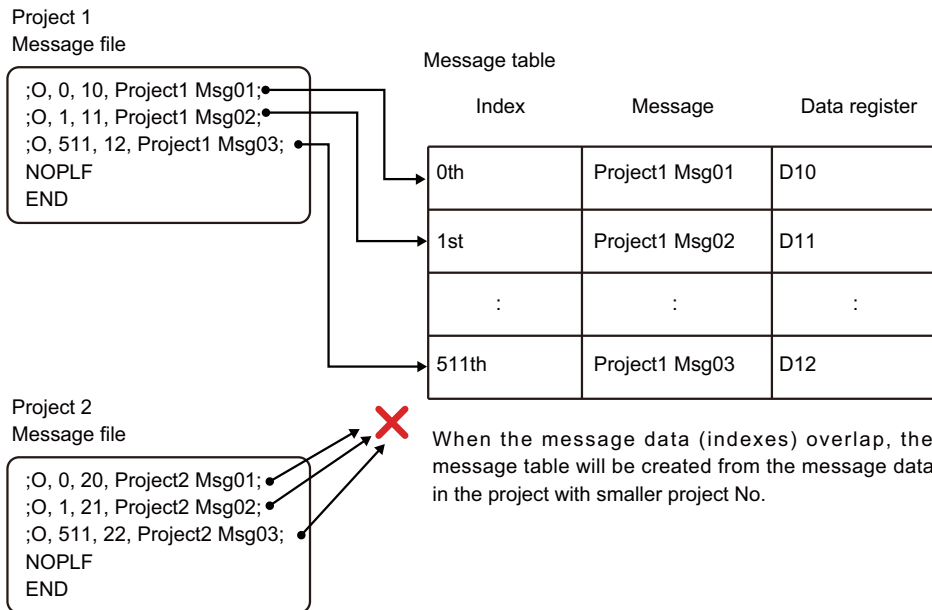 Project 1
Message file
;O, 0, 10, Project1 Msg01;
;O, 1, 11, Project1 Msg02;
;O, 511, 12, Project1 Msg03;
NOPLF
END
Message table
Index Message Data register
0th Project1 Msg01 D10
1st Project1 Msg02 D11
: : :
511th Project1 Msg03 D12
Project 2
Message file
;O, 0, 20, Project2 Msg01;
;O, 1, 21, Project2 Msg02;
;O, 511, 22, Project2 Msg03;
NOPLF
END
When the message data (indexes) overlap, the
message table will be created from the message data
in the project with smaller project No.